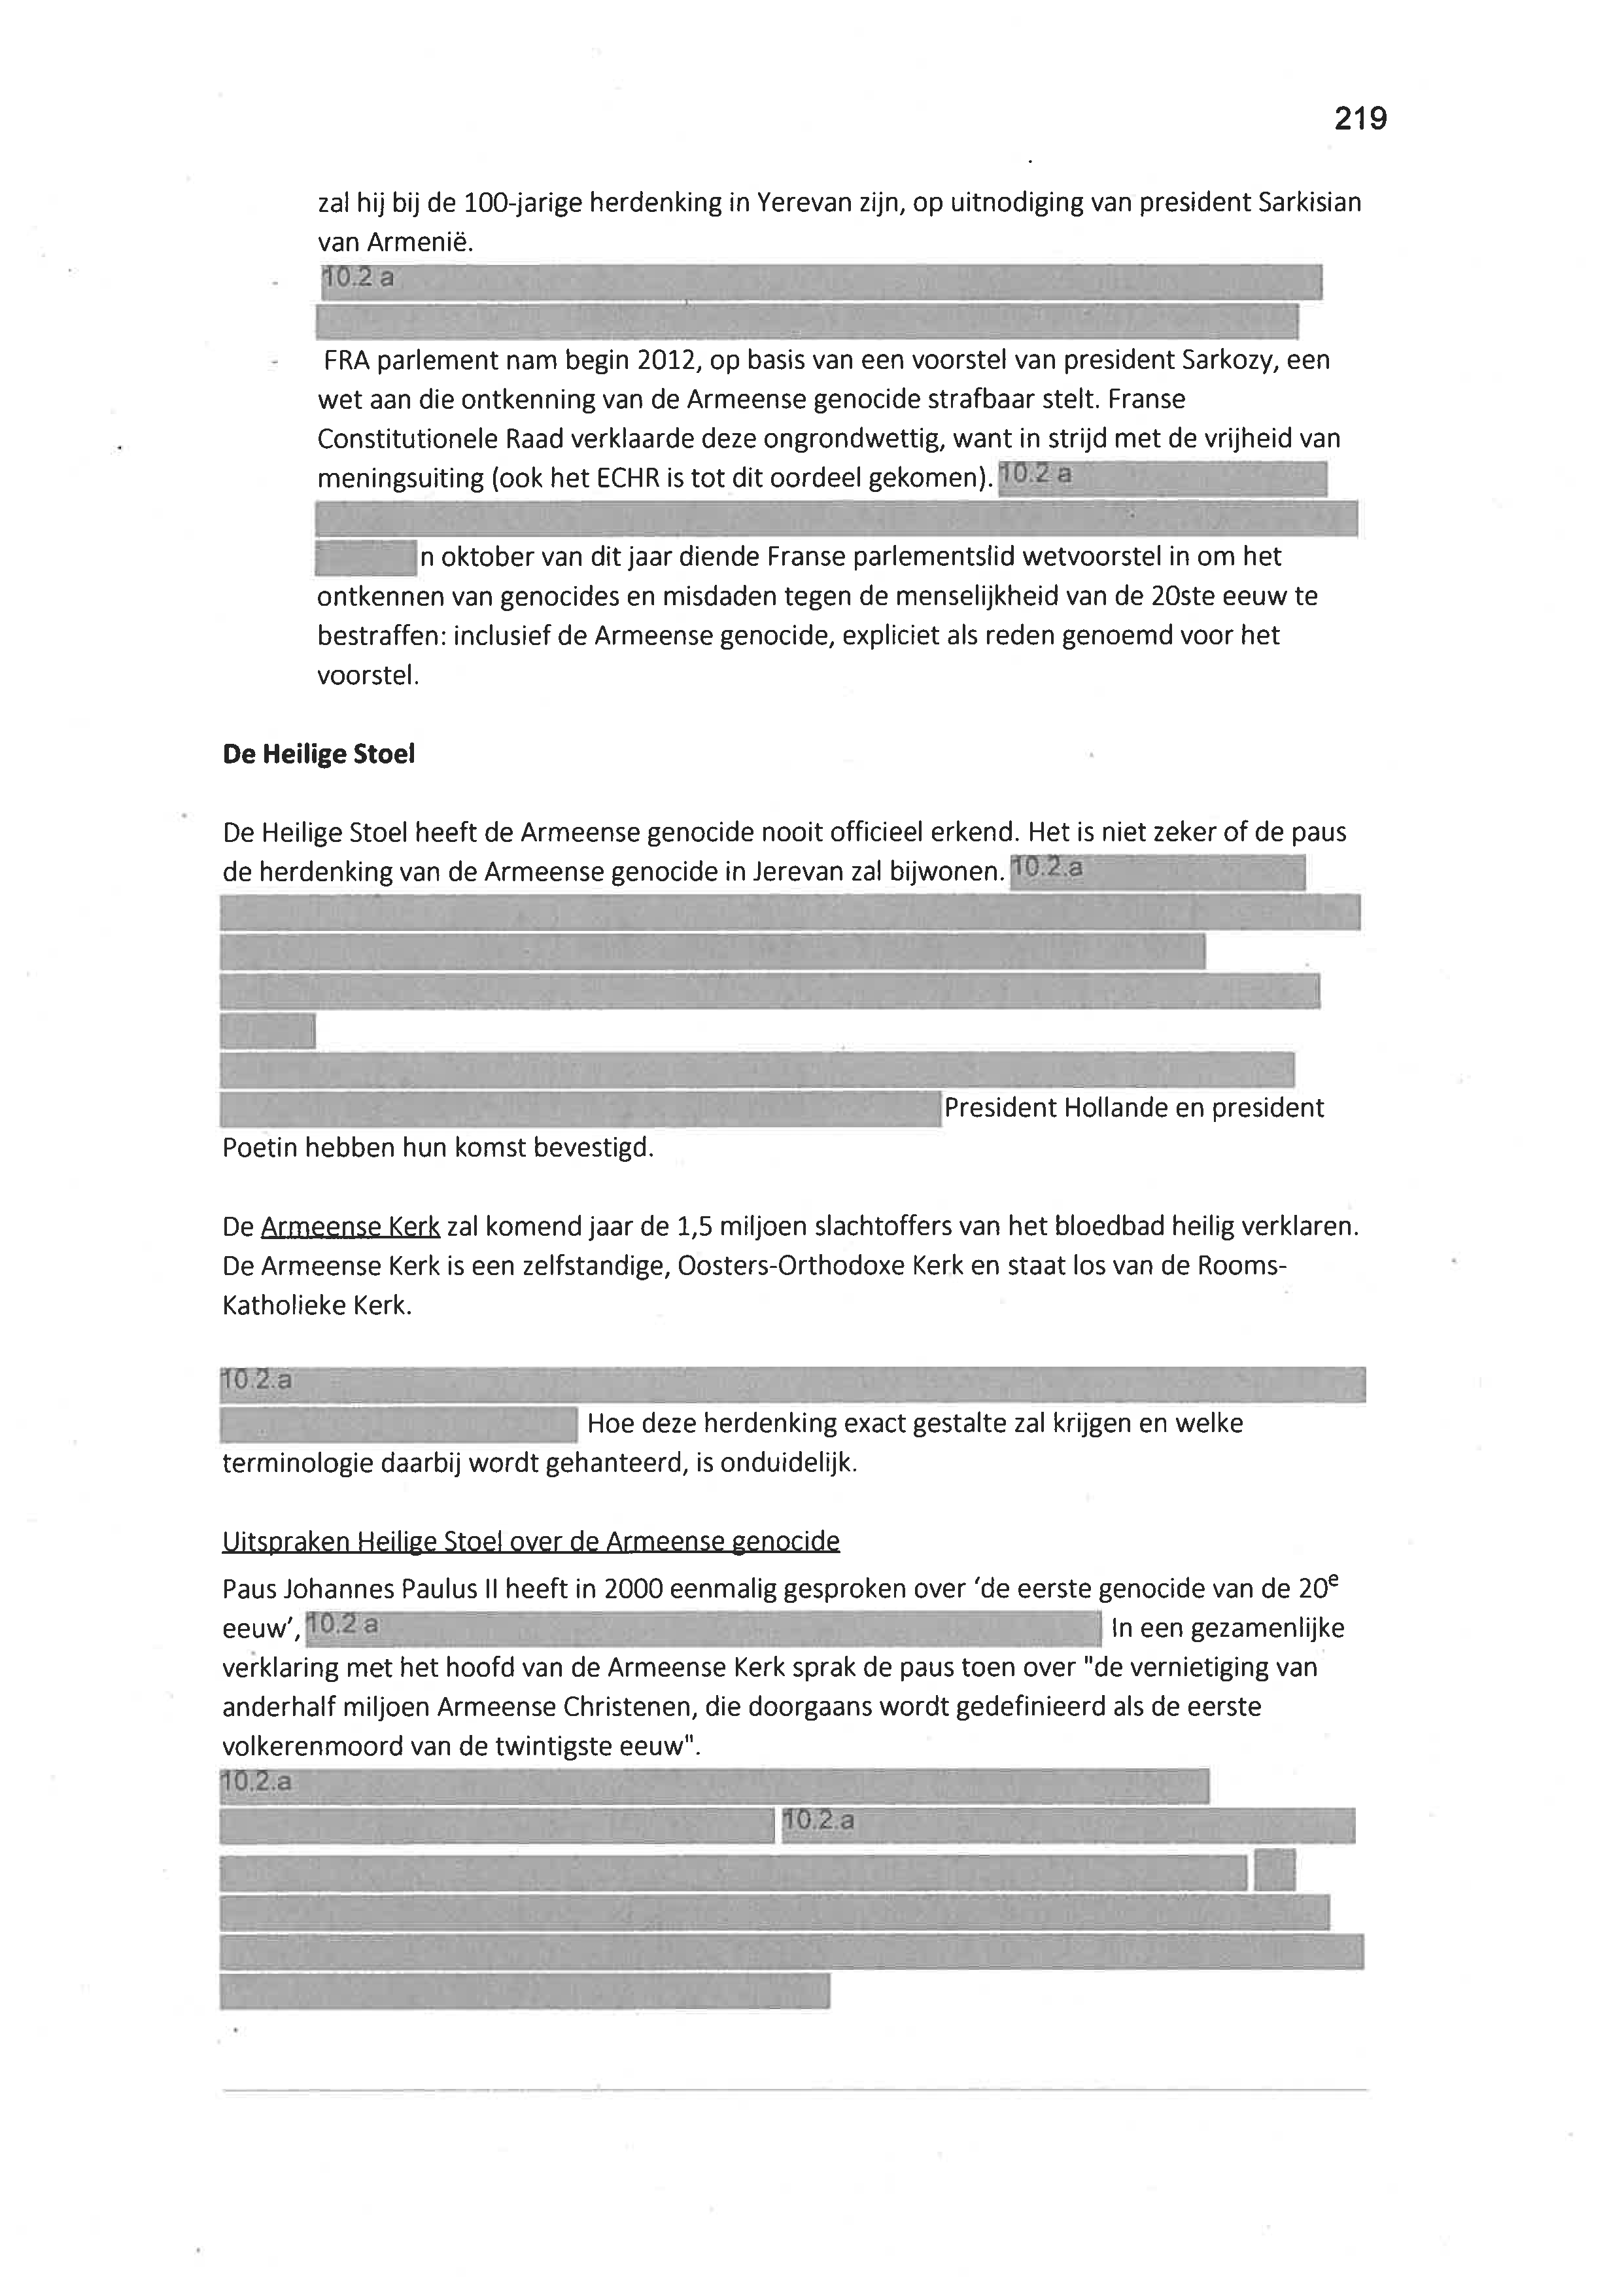 219
zal hij bij de 100-jarige herdenking in Yerevan zijn, op uitnodiging van president Sarkisian
van Armenië.
- 10.2 a
- FRA parlement nam begin 2012, op basis van een voorstel van president Sarkozy, een
wet aan die ontkenning van de Armeense genocide strafbaar stelt. Franse
Constitutionele Raad verklaarde deze ongrondwettig, want in strijd met de vrijheid van
meningsuiting (ook het ECHR is tot dit oordeel gekomen). 10.2 a
n oktober van dit jaar diende Franse parlementslid wetvoorstel in om het
ontkennen van genocides en misdaden tegen de menselijkheid van de 20ste eeuw te
bestraffen: inclusief de Armeense genocide, expliciet als reden genoemd voor het
voorstel.
De Heilige Stoel
De Heilige Stoel heeft de Armeense genocide nooit officieel erkend. Het is niet zeker of de paus
de herdenking van de Armeense genocide in Jerevan zal bijwonen. 10.2.a
President Hollande en president
Poetin hebben hun komst bevestigd.
De Armeense Kerk zal komend jaar de 1,5 miljoen slachtoffers van het bloedbad heilig verklaren.
De Armeense Kerk is een zelfstandige, Oosters-Orthodoxe Kerk en staat los van de Rooms-
Katholieke Kerk.
10.2.a
Hoe deze herdenking exact gestalte zal krijgen en welke
terminologie daarbij wordt gehanteerd, is onduidelijk.
Uitspraken Heilige Stoel over de Armeense genocide
Paus Johannes Paulus II heeft in 2000 eenmalig gesproken over 'de eerste genocide van de 20e
eeuw', 10.2 a In een gezamenlijke
verklaring met het hoofd van de Armeense Kerk sprak de paus toen over "de vernietiging van
anderhalf miljoen Armeense Christenen, die doorgaans wordt gedefinieerd als de eerste
volkerenmoord van de twintigste eeuw".
10.2.a
10.2.a